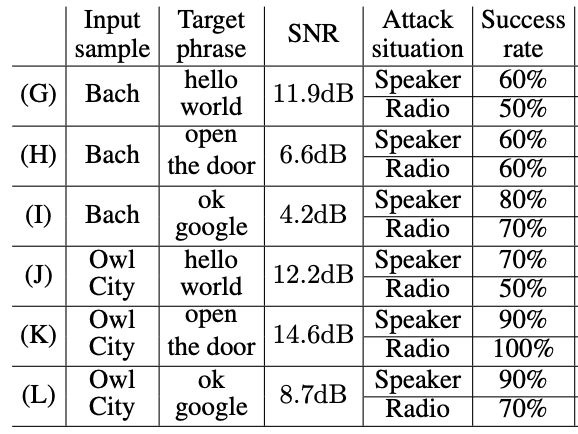 Input sample Target phrase SNR Attack situation Success rate
(G) Bach hello world 11.9dB Speaker 60%
Radio 50%
(H) Bach open the door 6.6dB Speaker 60%
Radio 60%
(I) Bach ok google 4.2dB Speaker 80%
Radio 70%
(J) Owl City hello world 12.2dB Speaker 70%
Radio 50%
(K) Owl City open the door 14.6dB Speaker 90%
Radio 100%
(L) Owl City ok google 8.7dB Speaker 90%
Radio 70%